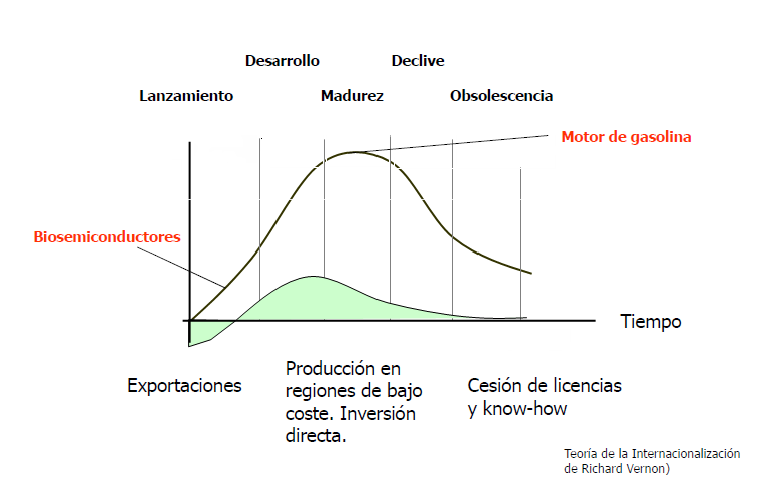 Desarrollo
Declive
Lanzamiento
Madurez
Obsolescencia
Motor de gasolina
Biosemiconductores
Tiempo
Exportaciones
Producción en
regiones de bajo
coste. Inversión
directa.
Cesión de licencias
y know-how
Teoría de la Internacionalización
de Richard Vernon)